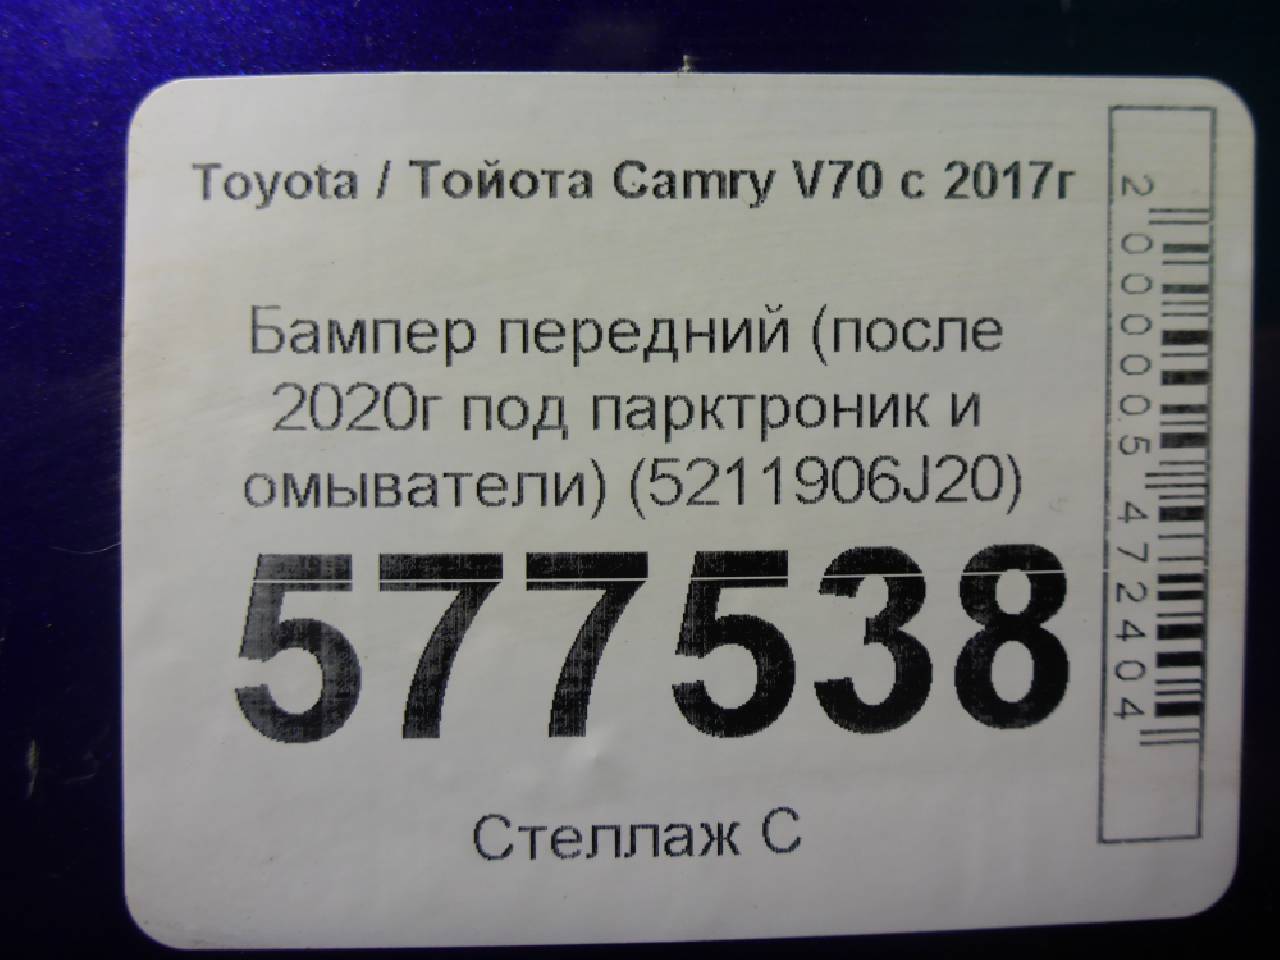 Toyota / Тойота Camry V70 с 2017г
Бампер передний (после
2020г под парктроник и
омыватели) (5211906J20)
577538
Стеллаж С
2000005472404